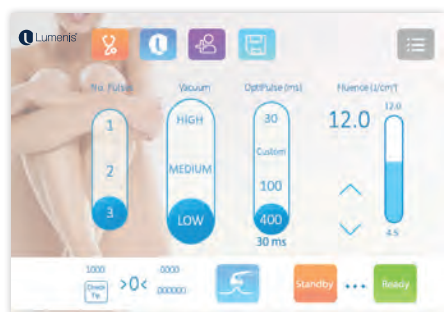 Lumenis
No. Pulses
Vacuum
OptiPulse (ms)
Fluence (J/cm²)
1
2
3
HIGH
MEDIUM
LOW
30
Custom
100
400
30 ms
12.0
12.0
4.5
1000
Check
Tip
>0<
0000
000000
Standby
Ready